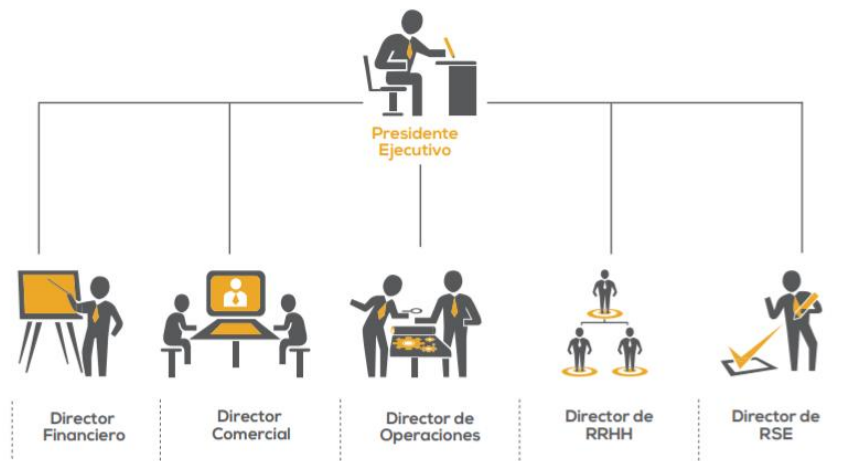 Presidente
Ejecutivo
Director
Financiero
Director
Comercial
Director de
Operaciones
Director de
RRHH
Director de
RSE